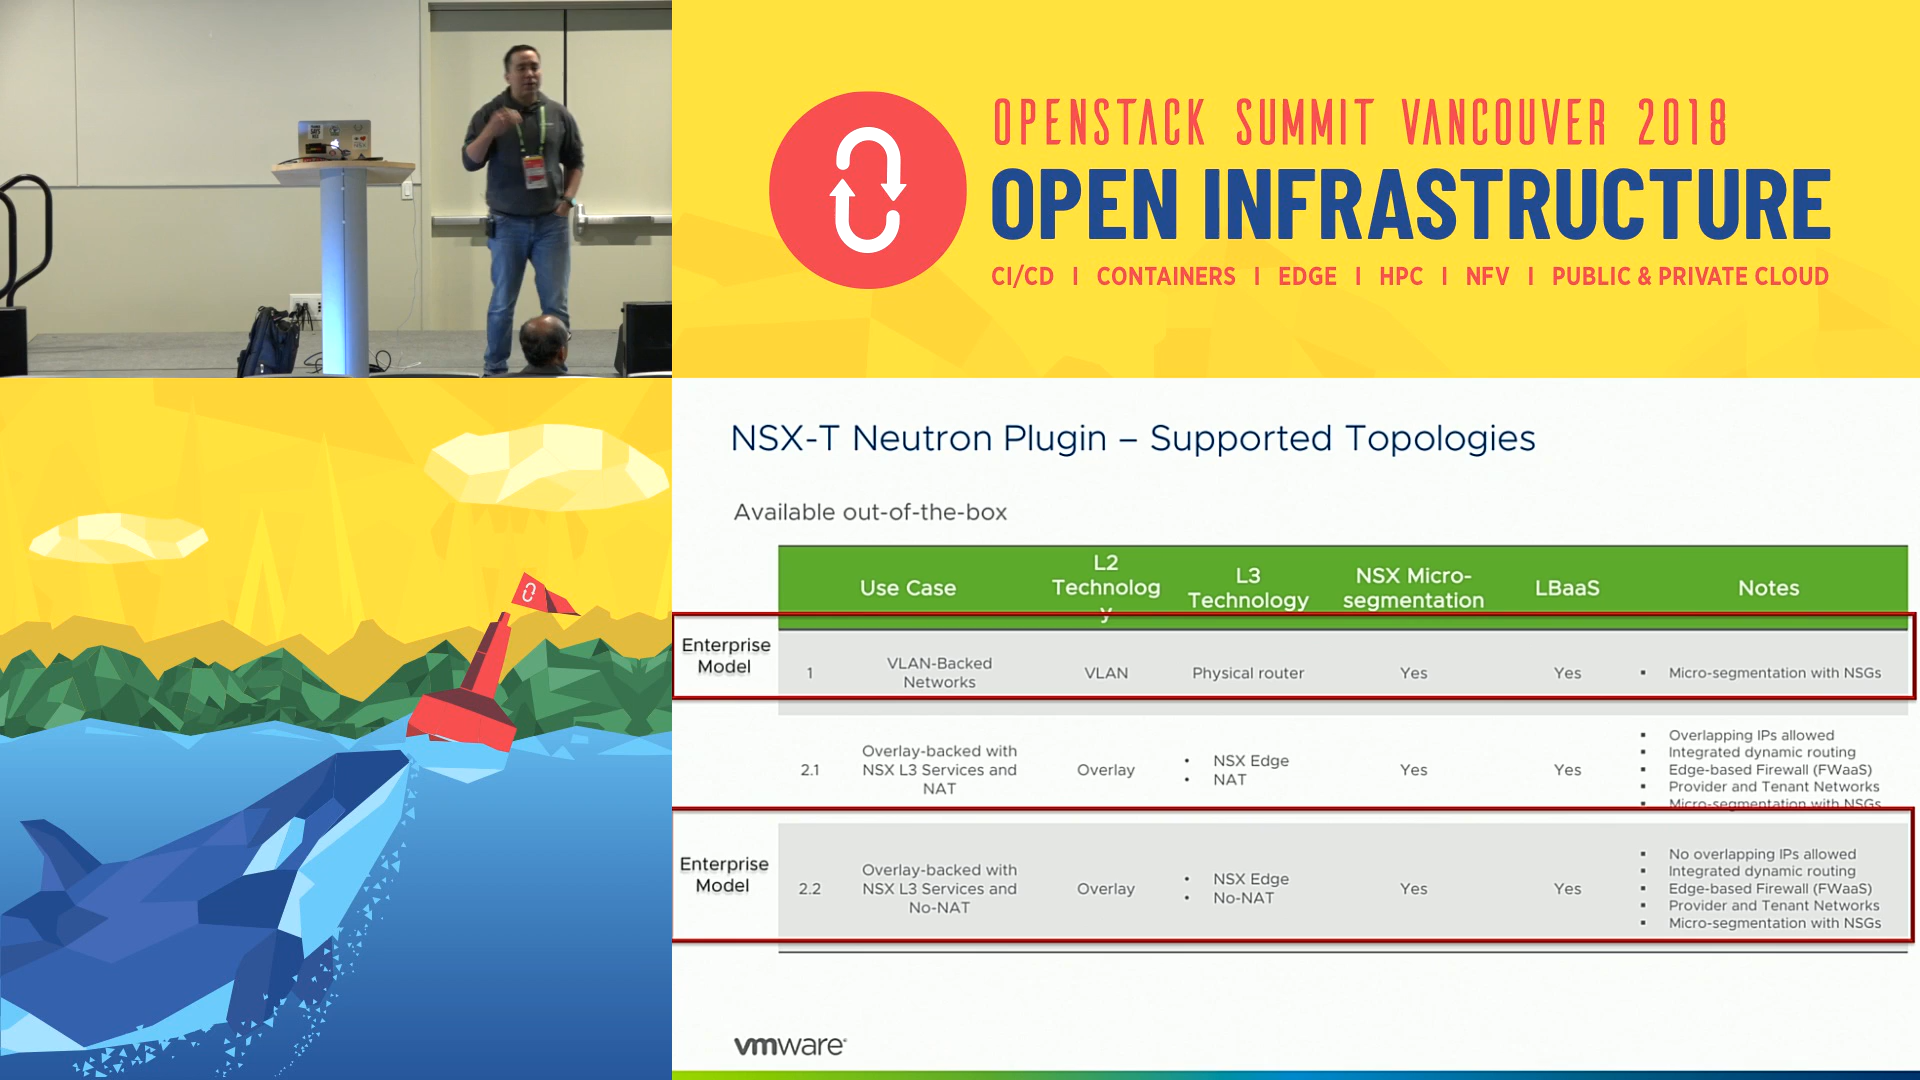 OPENSTACK SUMMIT VANCOUVER 2018
OPEN INFRASTRUCTURE
CI/CD I CONTAINERS I EDGE I HPC I NFV I PUBLIC & PRIVATE CLOUD
NSX-T Neutron Plugin – Supported Topologies
Available out-of-the-box
Use Case
L2
Technolog
y
L3
Technology
NSX Micro-
segmentation
LBaaS
Notes
Enterprise
Model
1
VLAN-Backed
Networks
VLAN
Physical router
Yes
Yes
▪ Micro-segmentation with NSGs
2.1
Overlay-backed with
NSX L3 Services and
NAT
Overlay
• NSX Edge
• NAT
Yes
Yes
▪ Overlapping IPs allowed
▪ Integrated dynamic routing
▪ Edge-based Firewall (FWaaS)
▪ Provider and Tenant Networks
▪ Micro-segmentation with NSGs
Enterprise
Model
2.2
Overlay-backed with
NSX L3 Services and
No-NAT
Overlay
• NSX Edge
• No-NAT
Yes
Yes
▪ No overlapping IPs allowed
▪ Integrated dynamic routing
▪ Edge-based Firewall (FWaaS)
▪ Provider and Tenant Networks
▪ Micro-segmentation with NSGs
vmware